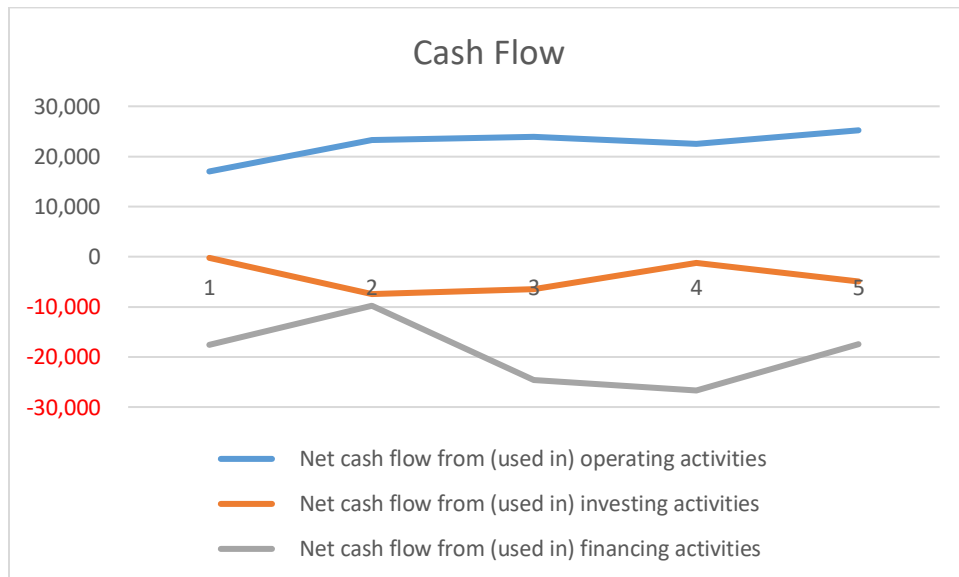 Cash Flow
30,000
20,000
10,000
0
1 2 3 4 5
-10,000
-20,000
-30,000
Net cash flow from (used in) operating activities
Net cash flow from (used in) investing activities
Net cash flow from (used in) financing activities